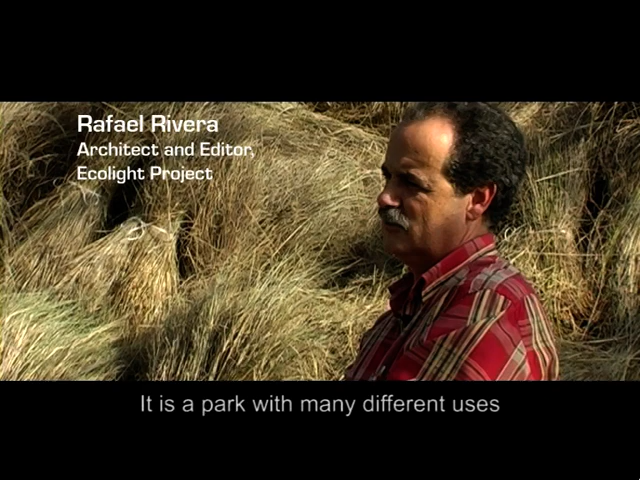 Rafael Rivera
Architect and Editor,
Ecolight Project
It is a park with many different uses